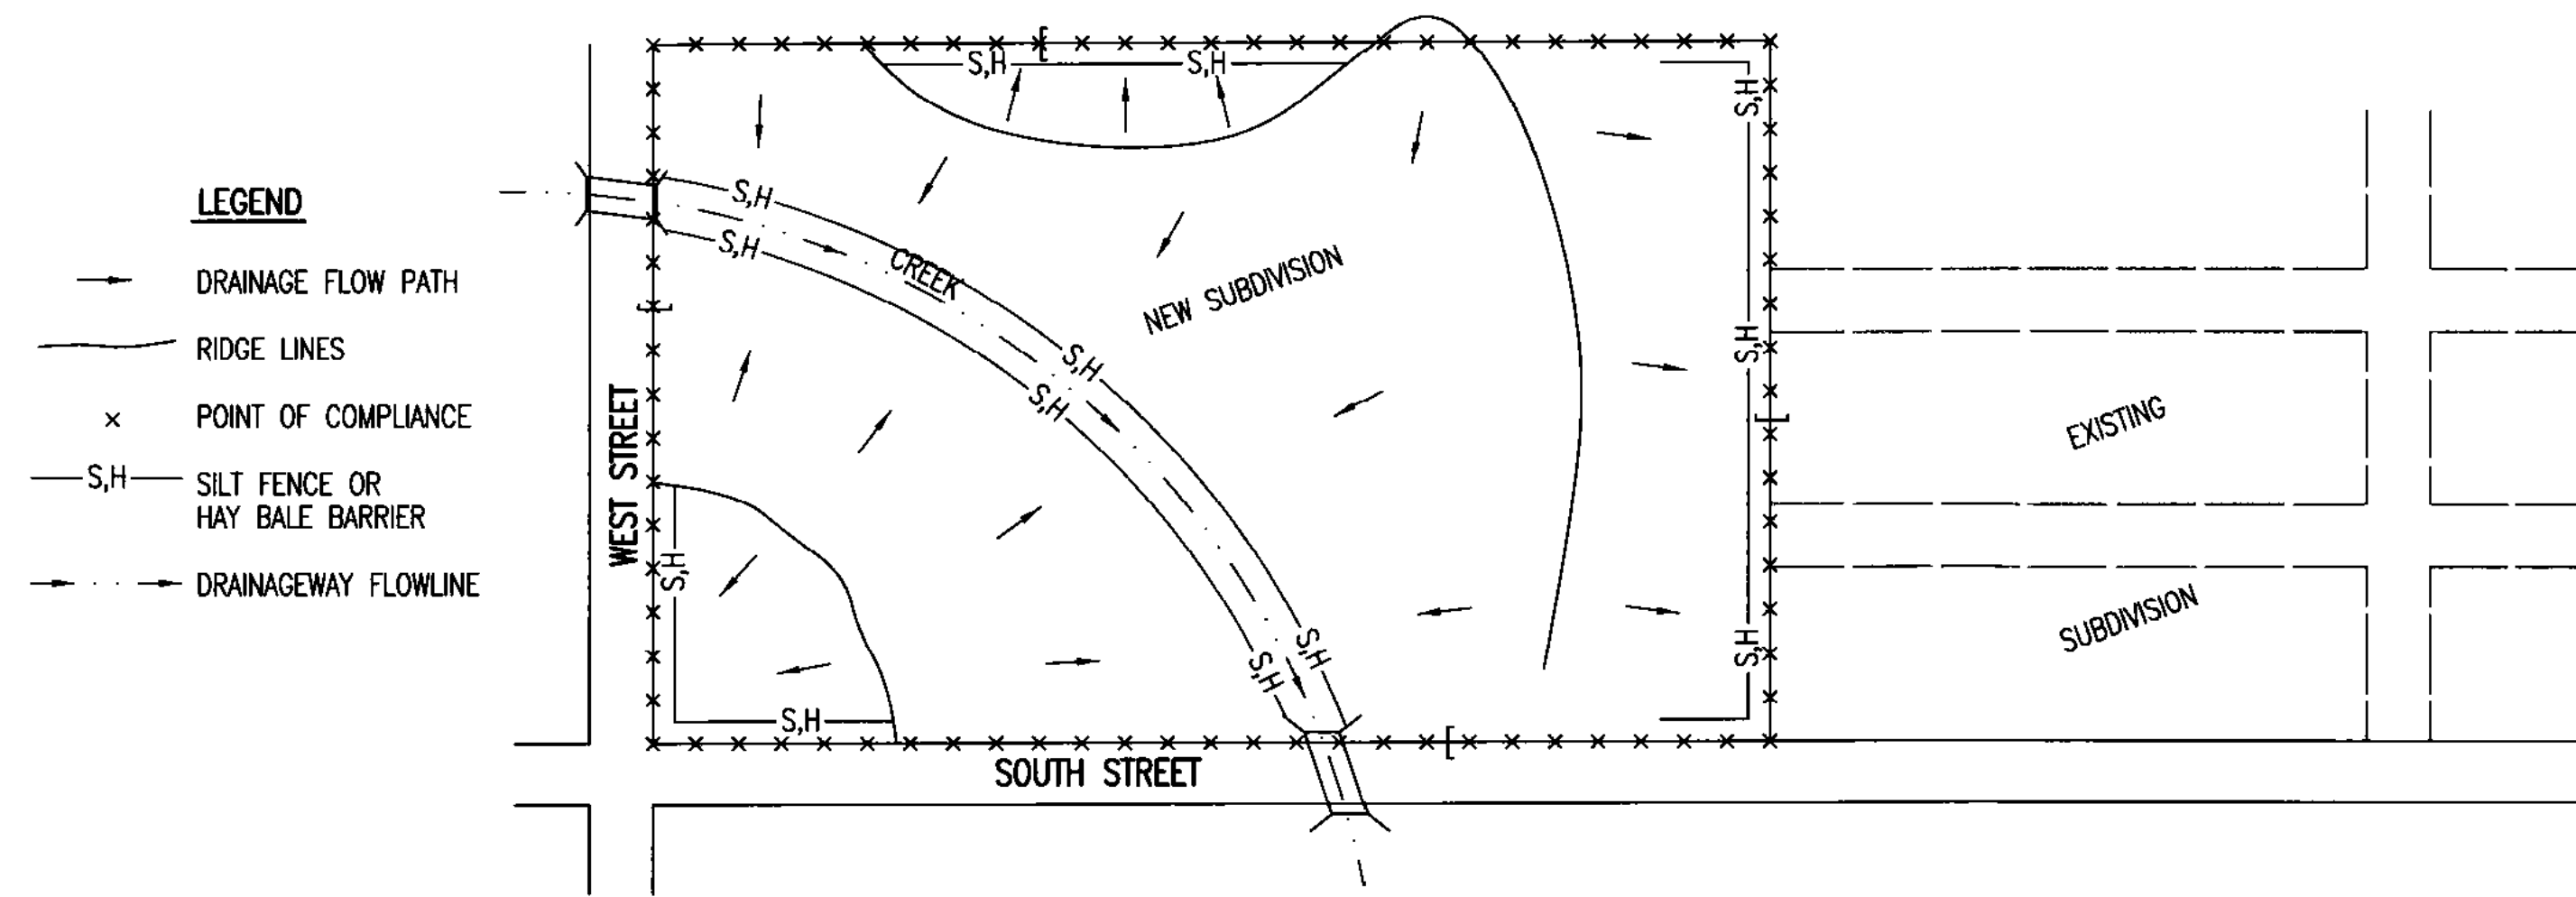 LEGEND
DRAINAGE FLOW PATH
RIDGE LINES
POINT OF COMPLIANCE
S,H
SILT FENCE OR
HAY BALE BARRIER
DRAINAGEWAY FLOWLINE
S,H
S,H
S,H
S,H
S,H
CREEK
NEW SUBDIVISION
S,H
S,H
S,H
WEST STREET
EXISTING
S,H
S,H
S,H
S,H
SUBDIVISION
S,H
SOUTH STREET